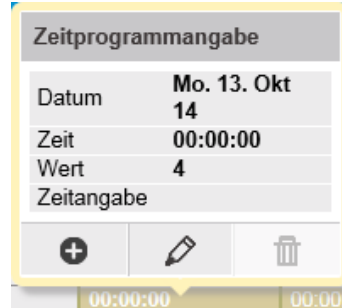 Zeitprogrammangabe
Datum Mo. 13. Okt
14
Zeit 00:00:00
Wert 4
Zeitangabe
00:00:00 00:00